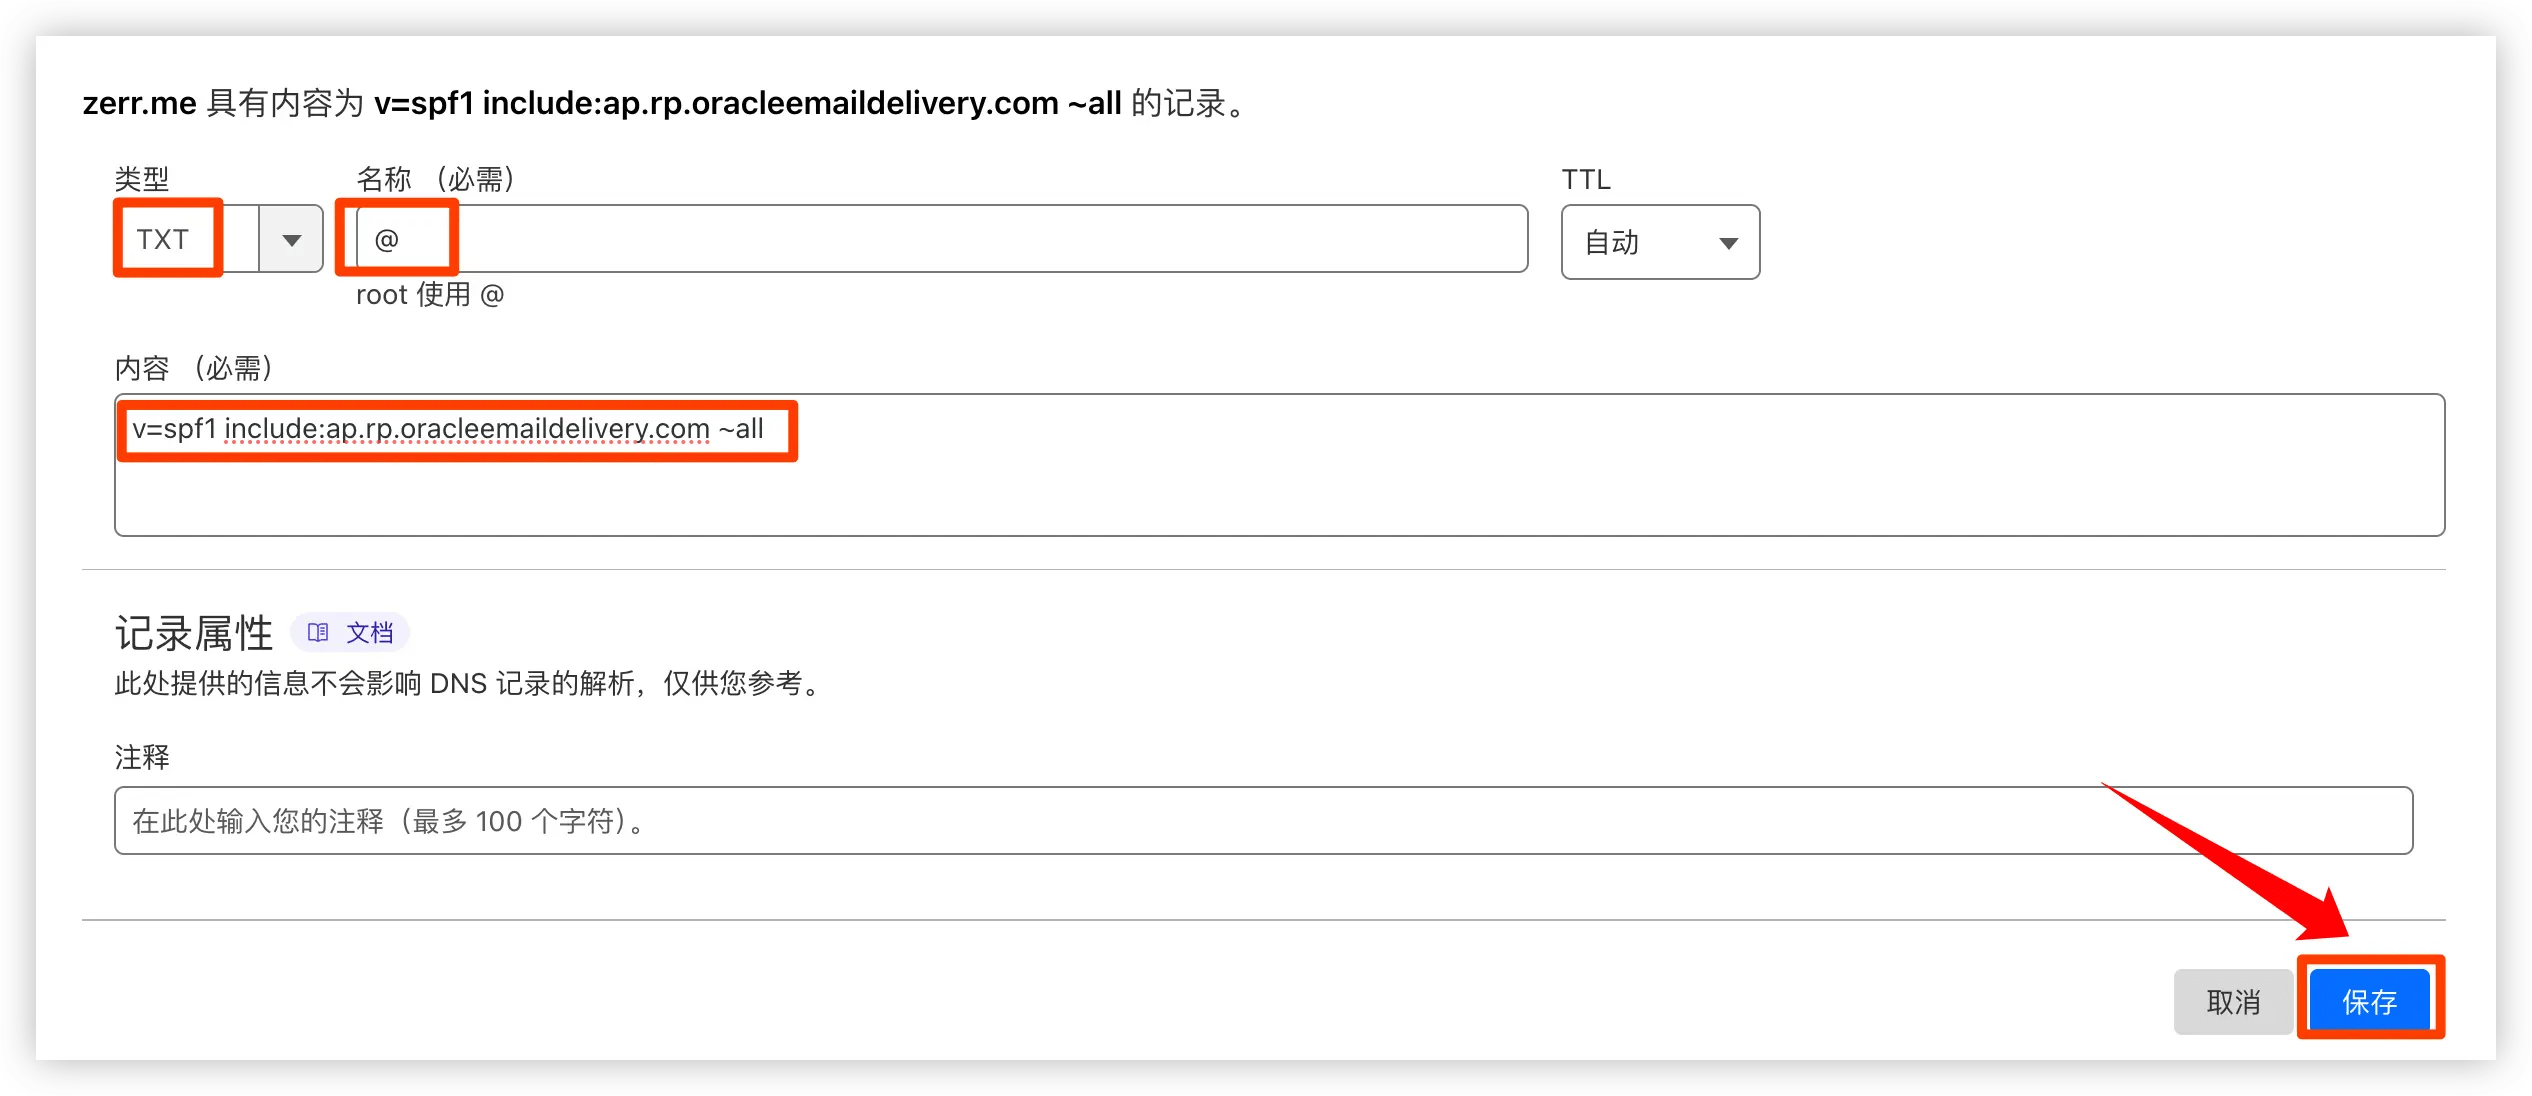 zerr.me 具有内容为 v=spf1 include:ap.rp.oracleemaildelivery.com ~all 的记录。
类型 名称 （必需） TTL
TXT @ 自动
root 使用 @
内容 （必需）
v=spf1 include:ap.rp.oracleemaildelivery.com ~all
记录属性 文档
此处提供的信息不会影响 DNS 记录的解析，仅供您参考。
注释
在此处输入您的注释（最多 100 个字符）。
取消 保存